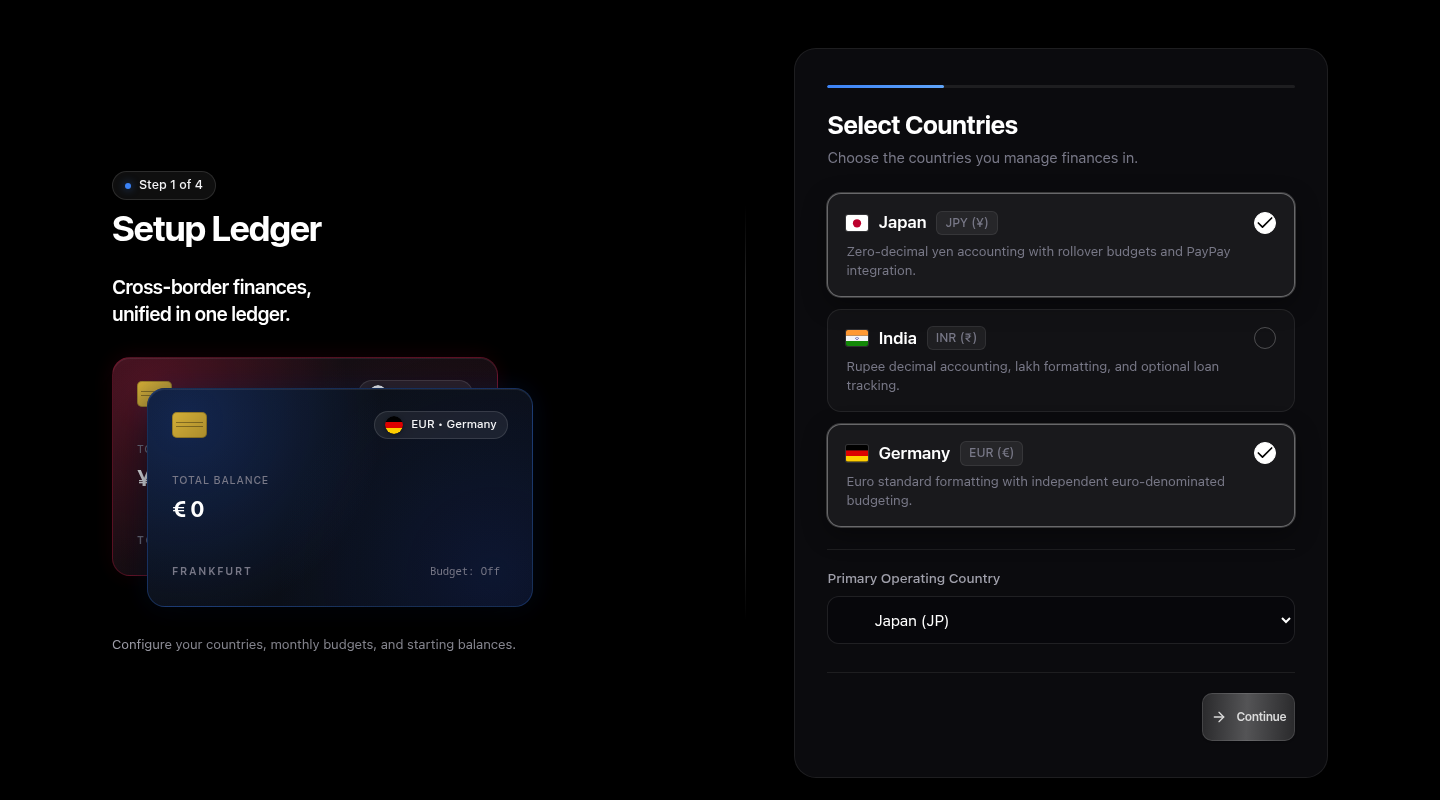 Step 1 of 4
Setup Ledger
Cross-border finances,
unified in one ledger.
EUR • Germany
TOTAL BALANCE
¥
€ 0
FRANKFURT
Budget: Off
Configure your countries, monthly budgets, and starting balances.
Select Countries
Choose the countries you manage finances in.
Japan
JPY (¥)
Zero-decimal yen accounting with rollover budgets and PayPay
integration.
India
INR (₹)
Rupee decimal accounting, lakh formatting, and optional loan
tracking.
Germany
EUR (€)
Euro standard formatting with independent euro-denominated
budgeting.
Primary Operating Country
Japan (JP)
Continue